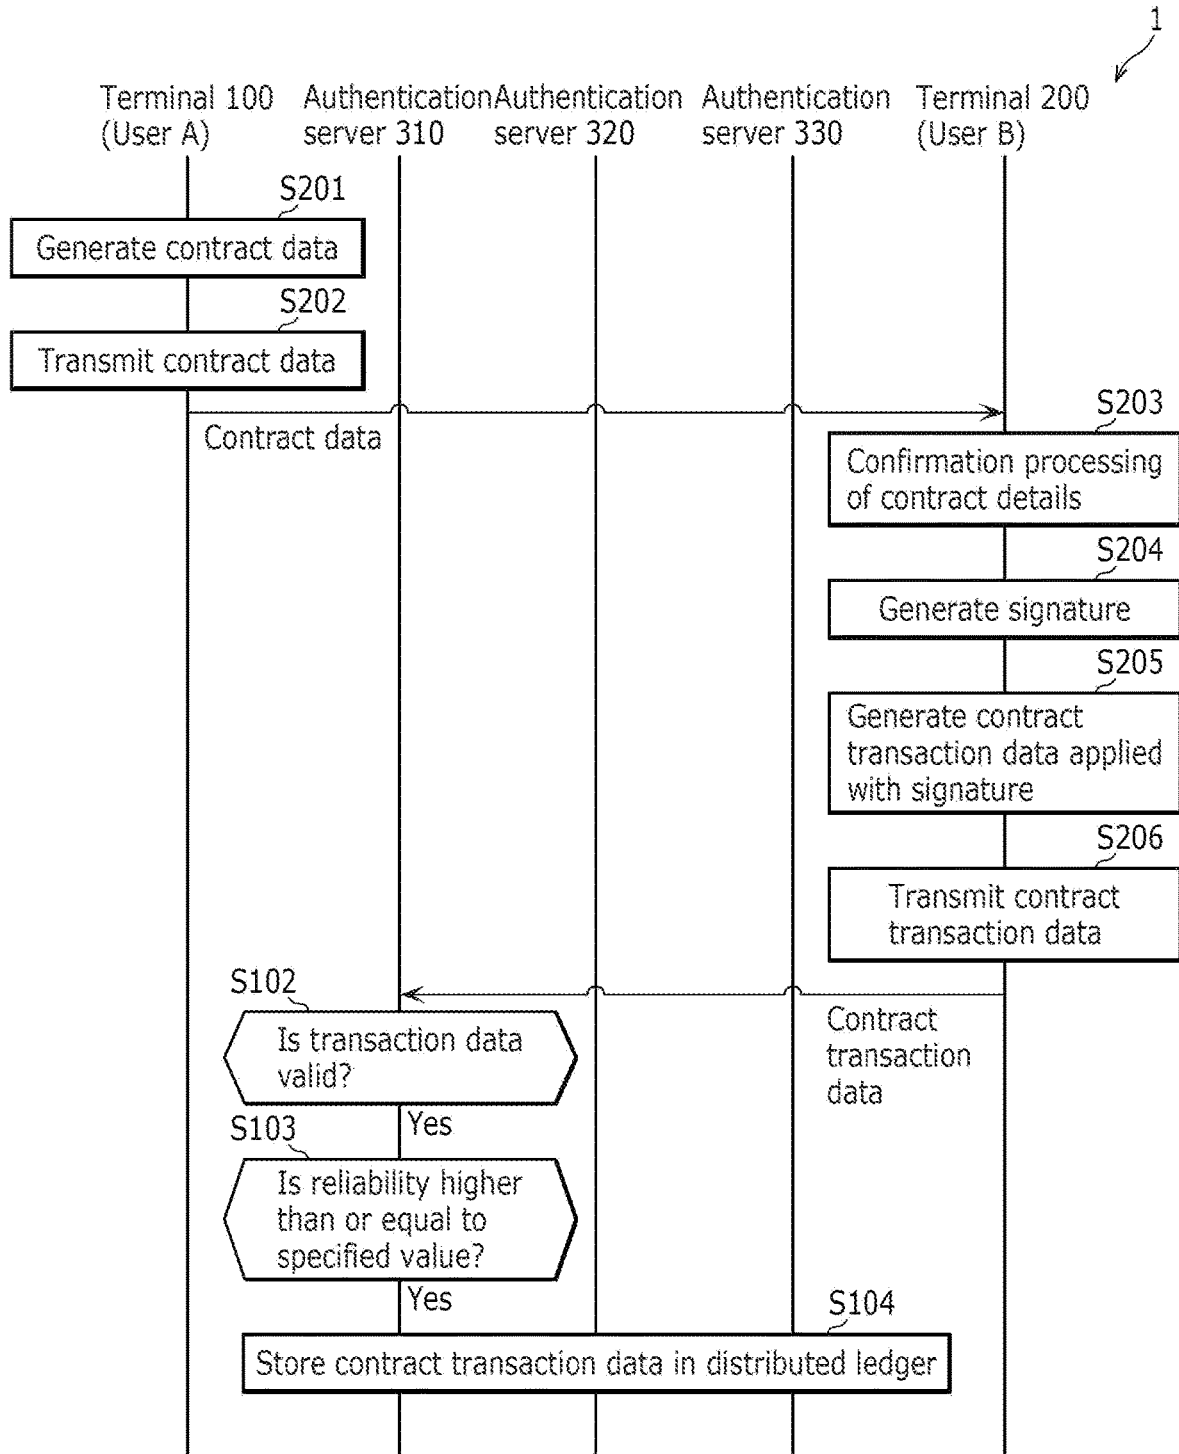 1
Terminal 100
(User A)
Authentication
server 310
Authentication
server 320
Authentication
server 330
Terminal 200
(User B)
S201
Generate contract data
S202
Transmit contract data
Contract data
S203
Confirmation processing
of contract details
S204
Generate signature
S205
Generate contract
transaction data applied
with signature
S206
Transmit contract
transaction data
Contract
transaction
data
S102
Is transaction data
valid?
Yes
S103
Is reliability higher
than or equal to
specified value?
Yes
S104
Store contract transaction data in distributed ledger